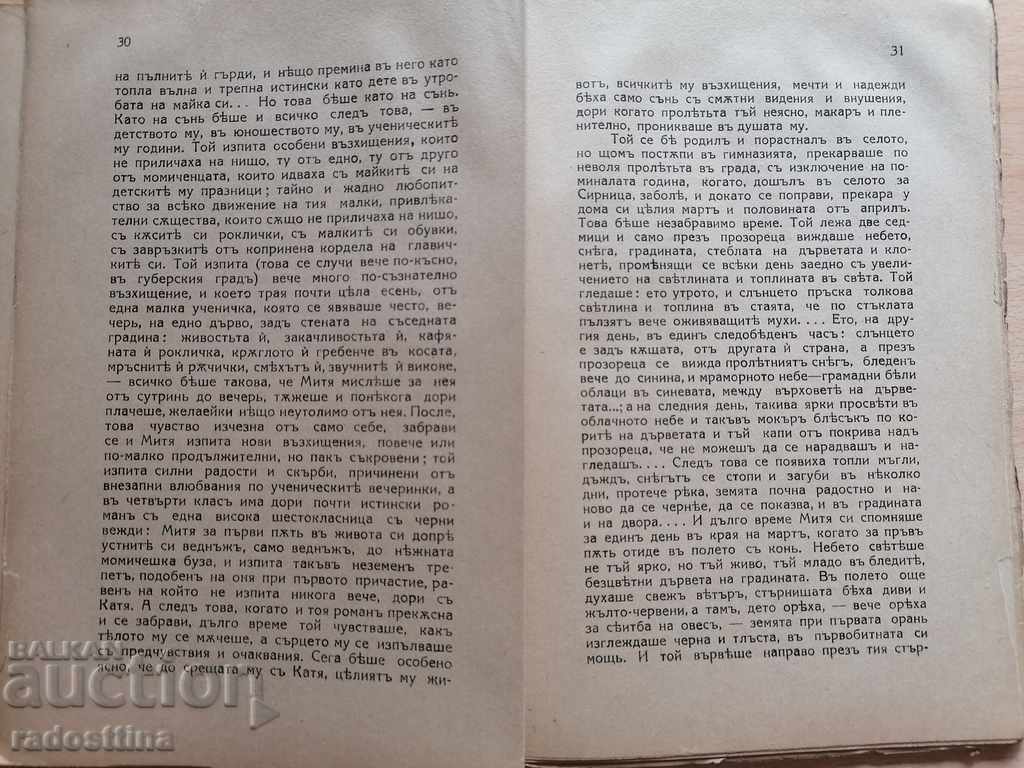 30
на пълнитѣ ѝ гърди, и нѣщо премина въ него като
топла вълна и трепна истински като дете въ утро-
бата на майка си... Но това бѣше като на сънь.
Като на сънь бѣше и всичко следъ това, — въ
детството му, въ юношеството му, въ ученическитѣ
му години. Той изпита особени възхищения, които
не приличаха на нищо, ту отъ едно, ту отъ друго
отъ момиченцата, които идваха съ майкитѣ си на
детскитѣ му празници; тайно и жадно любопит-
ство за всѣко движение на тия малки, привлѣка-
телни сѫщества, които сѫщо не приличаха на нишо,
съ кѫситѣ си роклички, съ малкитѣ си обувки,
съ завръзкитѣ отъ копринена кордела на главич-
китѣ си. Той изпита (това се случи вече по-късно,
въ губерския градъ) вече много по-съзнателно
възхищение, и което трая почти цѣла есень, отъ
една малка ученичка, която се явяваше често, ве-
черь, на едно дърво, задъ стената на съседната
градина: живостьта ѝ, закачливостьта ѝ, кафя-
ната ѝ рокличка, крѫглото ѝ гребенче въ косата,
мръснитѣ ѝ рѫчички, смѣхътъ ѝ, звучнитѣ ѝ викове,
— всичко бѣше такова, че Митя мислѣше за нея
отъ сутринь до вечерь, тѫжеше и понѣкога дори
плачеше, желаейки нѣщо неутолимо отъ нея. После,
това чувство изчезна отъ само себе, забрави
се и Митя изпита нови възхищения, повече или
по-малко продължителни, но пакъ съкровени; той
изпита силни радости и скърби, причинени отъ
внезапни влюбвания по ученическитѣ вечеринки, а
въ четвърти класъ има дори почти истински ро-
манъ съ една висока шестокласница съ черни
вежди: Митя за първи пѫть въ живота си допрѣ
устнитѣ си веднъжъ, само веднъжъ, до нѣжната
момичешка буза, и изпита такъвъ неземенъ тре-
петъ, подобенъ на оня при първото причастие, ра-
венъ на който не изпита никога вече, дори съ
Катя. А следъ това, когато и тоя романъ прекѫсна
и се забрави, дълго време той чувстваше, какъ
тѣлото му се мѫчеше, а сърцето му се изпълваше
съ предчувствия и очаквания. Сега бѣше особено
ясно, че до срещата му съ Катя, цѣлиятъ му жи-
31
вотъ, всичкитѣ му възхищения, мечти и надежди
бѣха само сънь съ смѫтни видения и внушения,
дори когато пролѣтьта тъй неясно, макаръ и пле-
нително, проникваше въ душата му.
Той се бѣ родилъ и порастналъ въ селото,
но щомъ постѫпи въ гимназията, прекарваше по
неволя пролѣтьта въ града, съ изключение на по-
миналата година, когато, дошълъ въ селото за
Сирница, заболѣ, и докато се поправи, прекара у
дома си цѣлия мартъ и половината отъ априлъ.
Това бѣше незабравимо време. Той лежа две сед-
мици и само презъ прозореца виждаше небето,
снѣга, градината, стеблата на дърветата и кло-
нетѣ, промѣнящи се всѣки день заедно съ увели-
чението на свѣтлината и топлината въ свѣта. Той
гледаше: ето утрото, и слънцето пръска толкова
свѣтлина и топлина въ стаята, че по стъклата
пълзятъ вече оживяващитѣ мухи.... Ето, на дру-
гия день, въ единъ следобѣденъ часъ: слънцето
е задъ кѫщата, отъ другата ѝ страна, а презъ
прозореца се вижда пролѣтниятъ снѣгъ, бледенъ
вече до синина, и мраморното небе—грамадни бѣли
облаци въ синевата, между върховетѣ на дърве-
тата...; а на следния день, такива ярки просвѣти въ
облачното небе и такъвъ мокъръ блѣсъкъ по ко-
ритѣ на дърветата и тъй капи отъ покрива надъ
прозореца, че не можешъ да се нарадвашъ и на-
гледашъ.... Следъ това се появиха топли мъгли,
дъждъ, снѣгътъ се стопи и загуби въ нѣколко
дни, протече рѣка, земята почна радостно и на-
ново да се чернѣе, да се показва, и въ градината
и на двора.... И дълго време Митя си спомняше
за единъ день въ края на мартъ, когато за пръвъ
пѫть отиде въ полето съ конь. Небето свѣтѣше
не тъй ярко, но тъй живо, тъй младо въ бледитѣ,
безцвѣтни дървета на градината. Въ полето още
духаше свежъ вѣтъръ, стърнищата бѣха диви и
жълто-червени, а тамъ, дето орѣха, — вече орѣха
за сѣитба на овесъ, — земята при първата орань
изглеждаше черна и тлъста, въ първобитната си
мощь. И той вървѣше направо презъ тия стър-
BALKAN
auction
radosttina